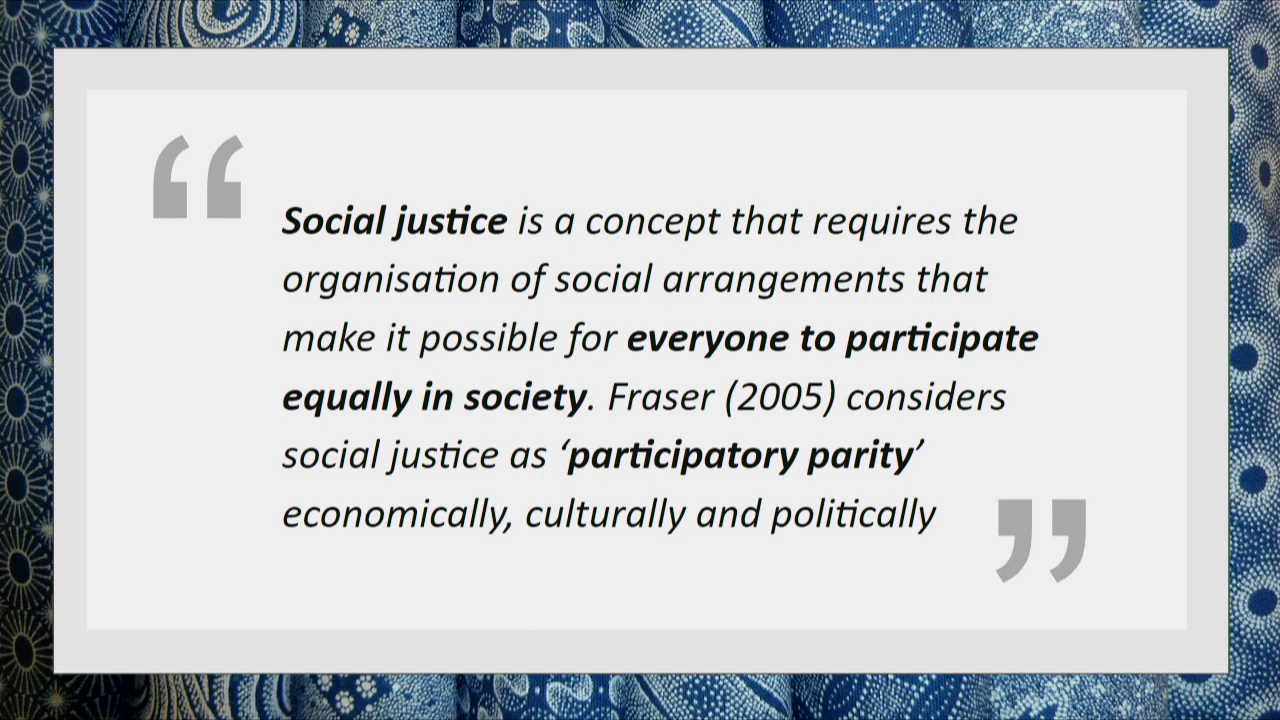 “
Social justice is a concept that requires the
organisation of social arrangements that
make it possible for everyone to participate
equally in society. Fraser (2005) considers
social justice as ‘participatory parity’
economically, culturally and politically
”